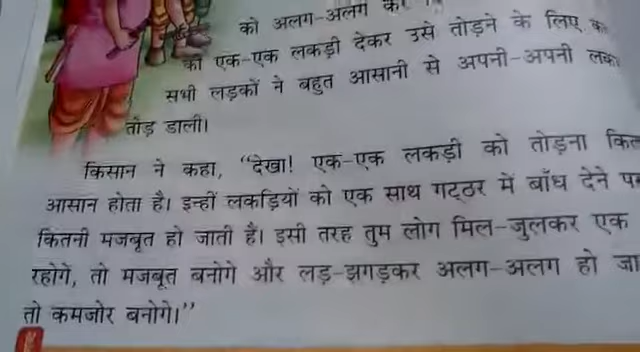 को अलग-अलग
को एक-एक लकड़ी देकर उसे तोड़ने के लिए
सभी लड़कों ने बहुत आसानी से अपनी-अपनी
तोड़ डाली।
किसान ने कहा, “देखा! एक-एक लकड़ी को तोड़ना
आसान होता है। इन्हीं लकड़ियों को एक साथ गट्ठर में बाँध देने
कितनी मजबूत हो जाती है। इसी तरह तुम लोग मिल-जुलकर एक
रहोगे, तो मजबूत बनोगे और लड़-झगड़कर अलग-अलग हो
तो कमजोर बनोगे।”